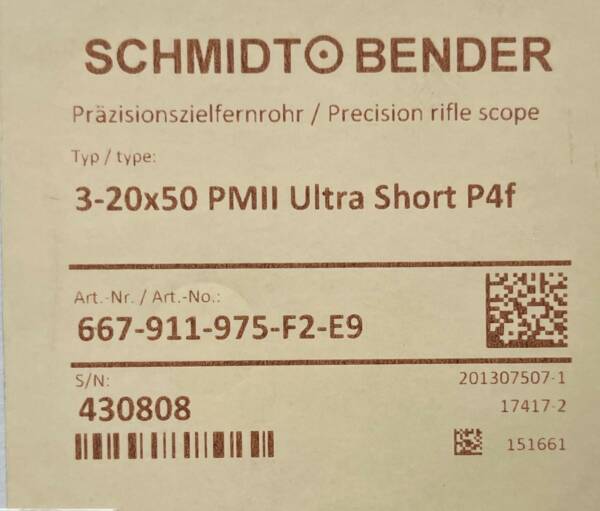 SCHMIDT BENDER
Präzisionszielfernrohr / Precision rifle scope
Typ / type:
3-20x50 PMII Ultra Short P4f
Art.-Nr. / Art.-No.:
667-911-975-F2-E9
S/N:
430808
201307507-1
17417-2
151661